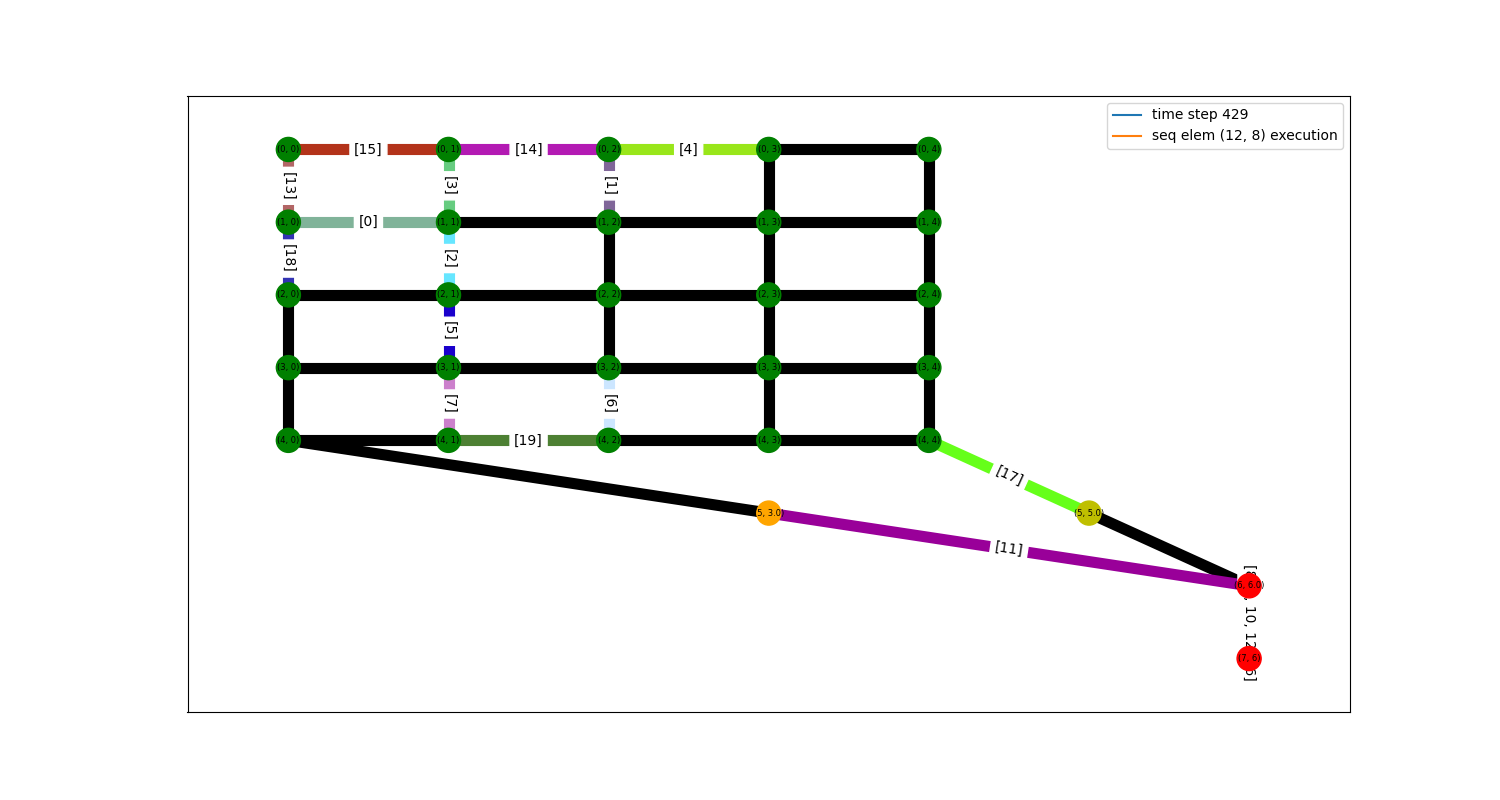 time step 429
seq elem (12, 8) execution
(0, 0) [15] (0, 1) [14] (0, 2) [4] (0, 3) (0, 4)
[13] [3] [1]
(1, 0) [0] (1, 1) (1, 2) (1, 3) (1, 4)
[18] [2]
(2, 0) (2, 1) (2, 2) (2, 3) (2, 4)
[5]
(3, 0) (3, 1) (3, 2) (3, 3) (3, 4)
[7] [6]
(4, 0) (4, 1) [19] (4, 2) (4, 3) (4, 4)
[17]
(5, 3.0) (5, 5.0)
[11]
(6, 6.0)
10,
(7, 6)